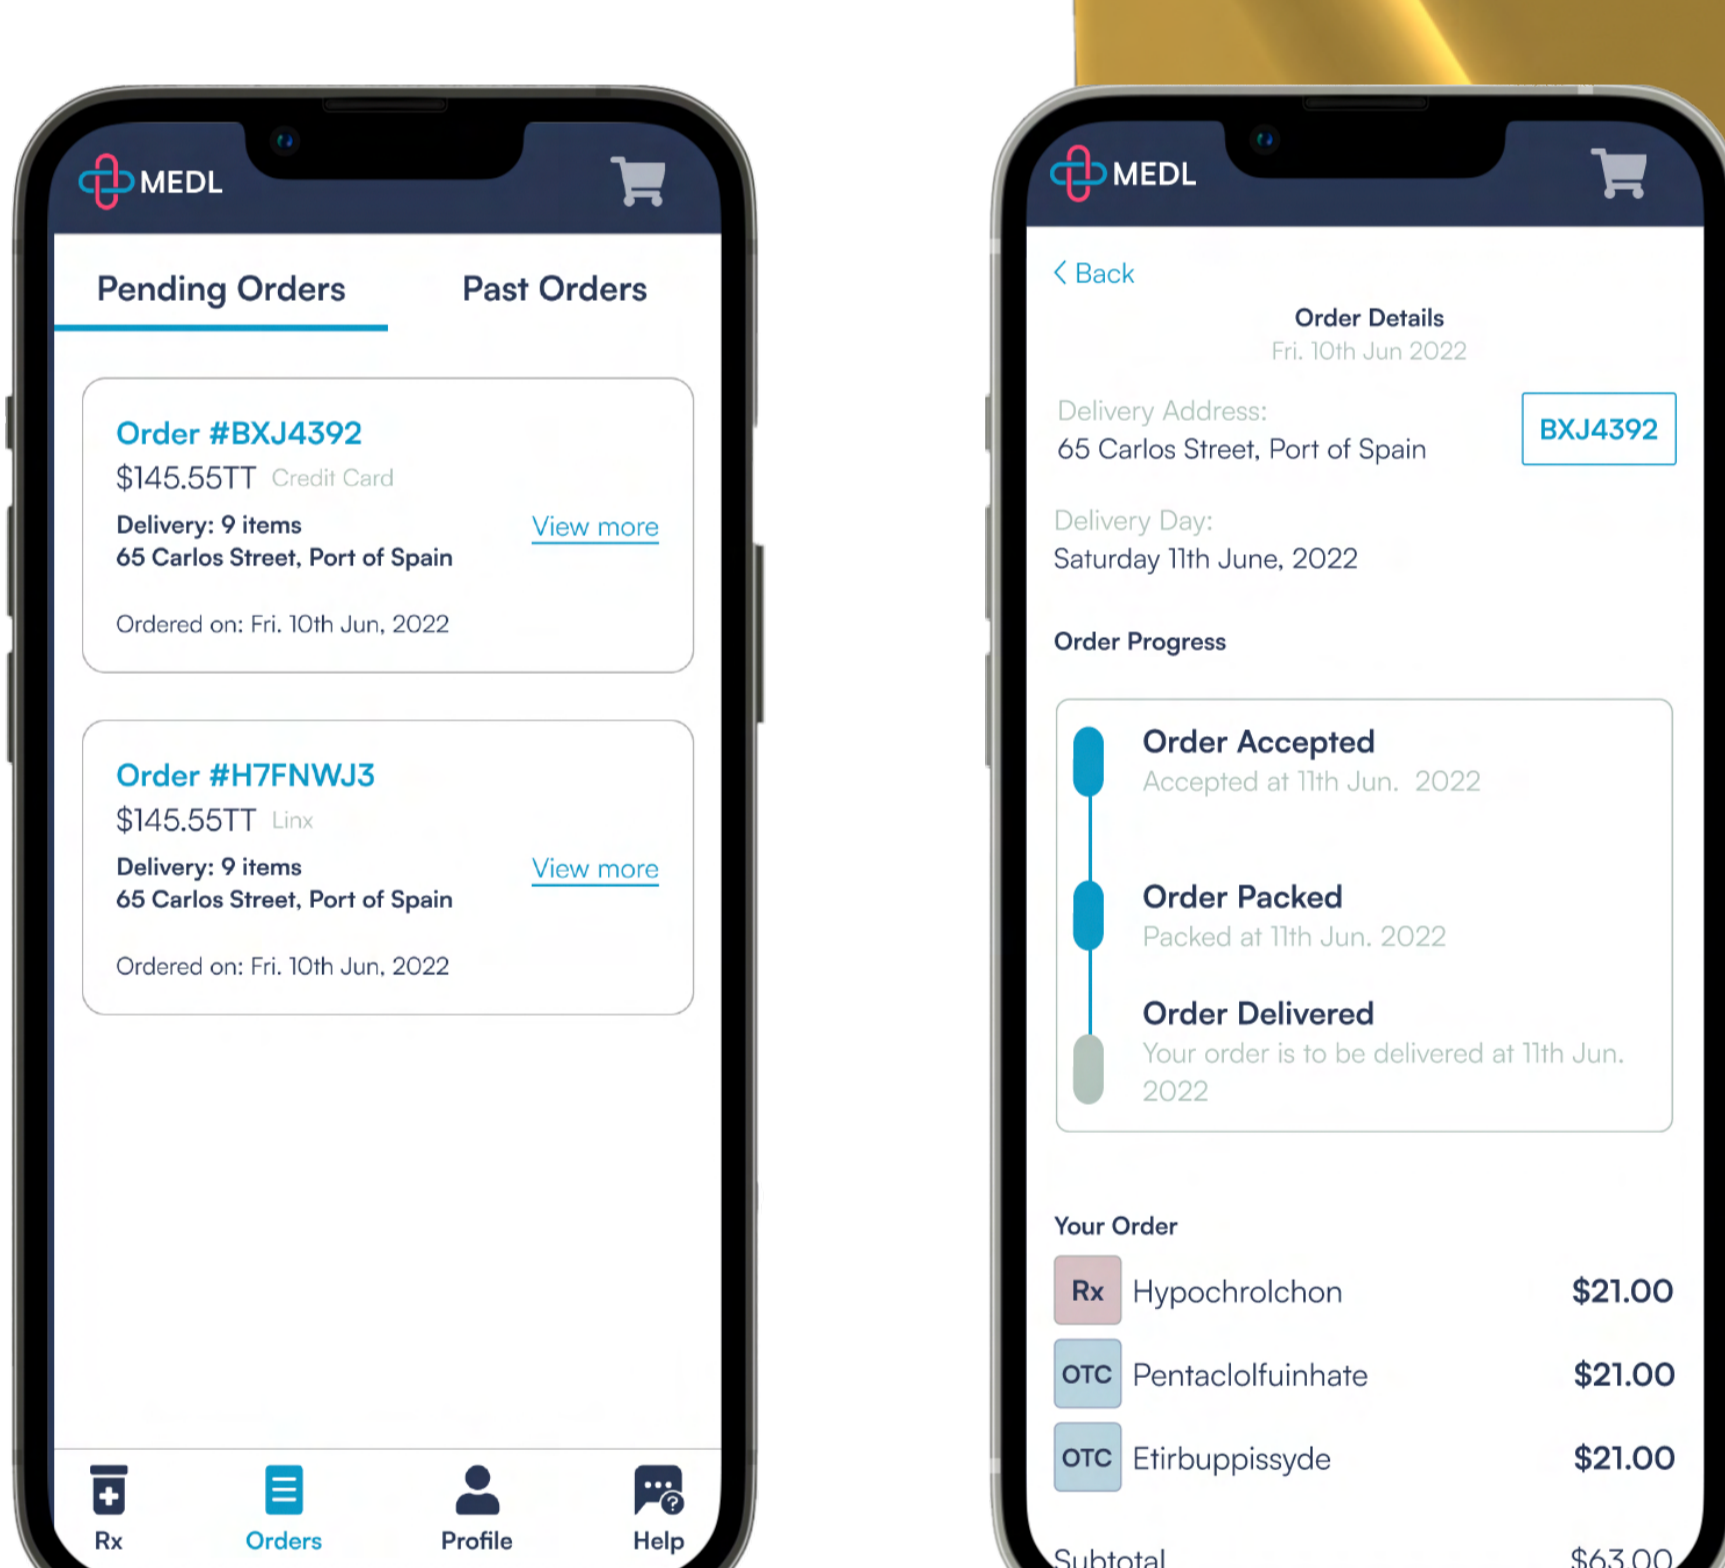 MEDL
Pending Orders
Past Orders
Order #BXJ4392
$145.55TT Credit Card
Delivery: 9 items
View more
65 Carlos Street, Port of Spain
Ordered on: Fri. 10th Jun, 2022
Order #H7FNWJ3
$145.55TT Linx
Delivery: 9 items
View more
65 Carlos Street, Port of Spain
Ordered on: Fri. 10th Jun, 2022
Rx
Orders
Profile
Help
MEDL
Back
Order Details
Fri. 10th Jun 2022
Delivery Address:
65 Carlos Street, Port of Spain
BXJ4392
Delivery Day:
Saturday 11th June, 2022
Order Progress
Order Accepted
Accepted at 11th Jun. 2022
Order Packed
Packed at 11th Jun. 2022
Order Delivered
Your order is to be delivered at 11th Jun.
2022
Your Order
Rx Hypochrolchon $21.00
OTC Pentaclolfuinhate $21.00
OTC Etirbuppissyde $21.00
Subtotal $63.00